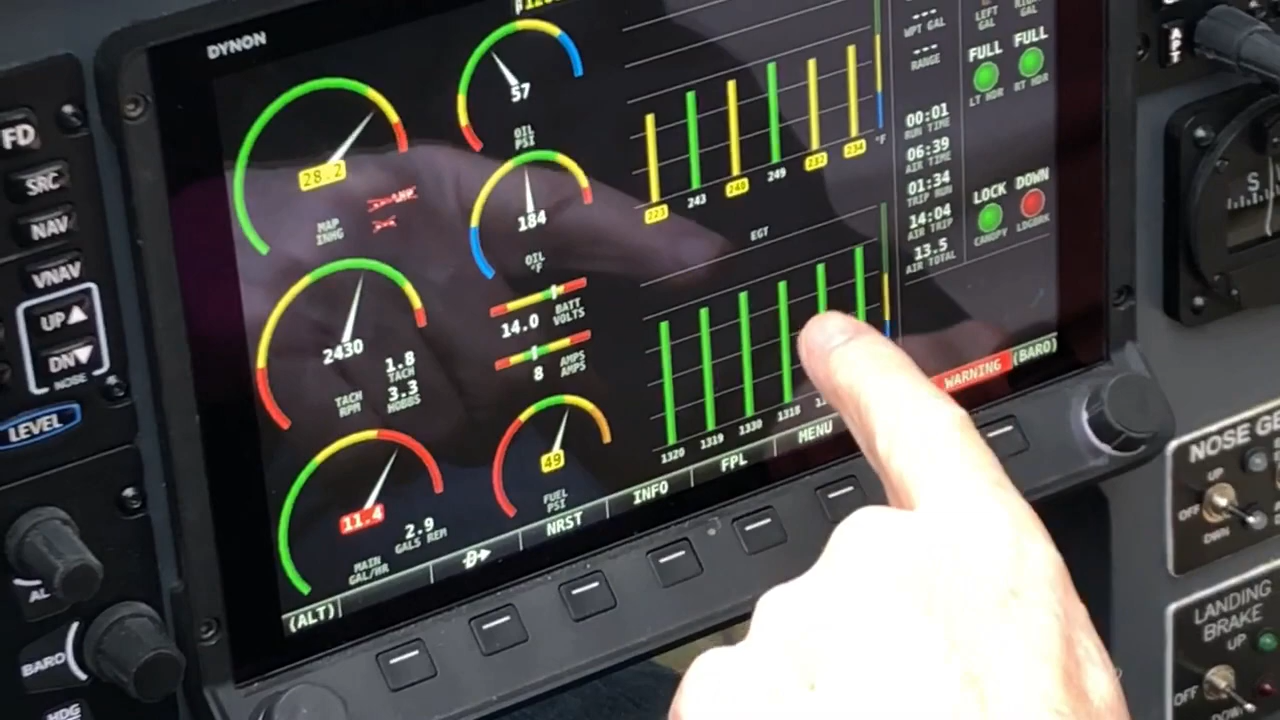 DYNON
FD
SRC
NAV
VNAV
UP▲
DN▼
NOSE
LEVEL
BARO
HDG
28.2
MAP
INHG
57
OIL
PSI
184
OIL
°F
2430
TACH
RPM
1.8
TACH
3.3
HOBBS
14.0
BATT
VOLTS
8
AMPS
AMPS
11.4
MAIN
GAL/HR
2.9
GALS REM
49
FUEL
PSI
223
243
240
249
232
234
°F
EGT
1320
1319
1330
1318
---
WPT GAL
---
RANGE
00:01
RUN TIME
06:39
AIR TIME
01:34
TRIP RUN
14:04
AIR TRIP
13.5
AIR TOTAL
LEFT
GAL
GAL
FULL
FULL
LT HDR
RT HDR
LOCK
DOWN
CANOPY
LDGBRK
(ALT)
NRST
INFO
FPL
MENU
WARNING
(BARO)
APT
S
NOSE GE
UP
OFF
DWN
LANDING
BRAKE
UP
OFF
DOWN